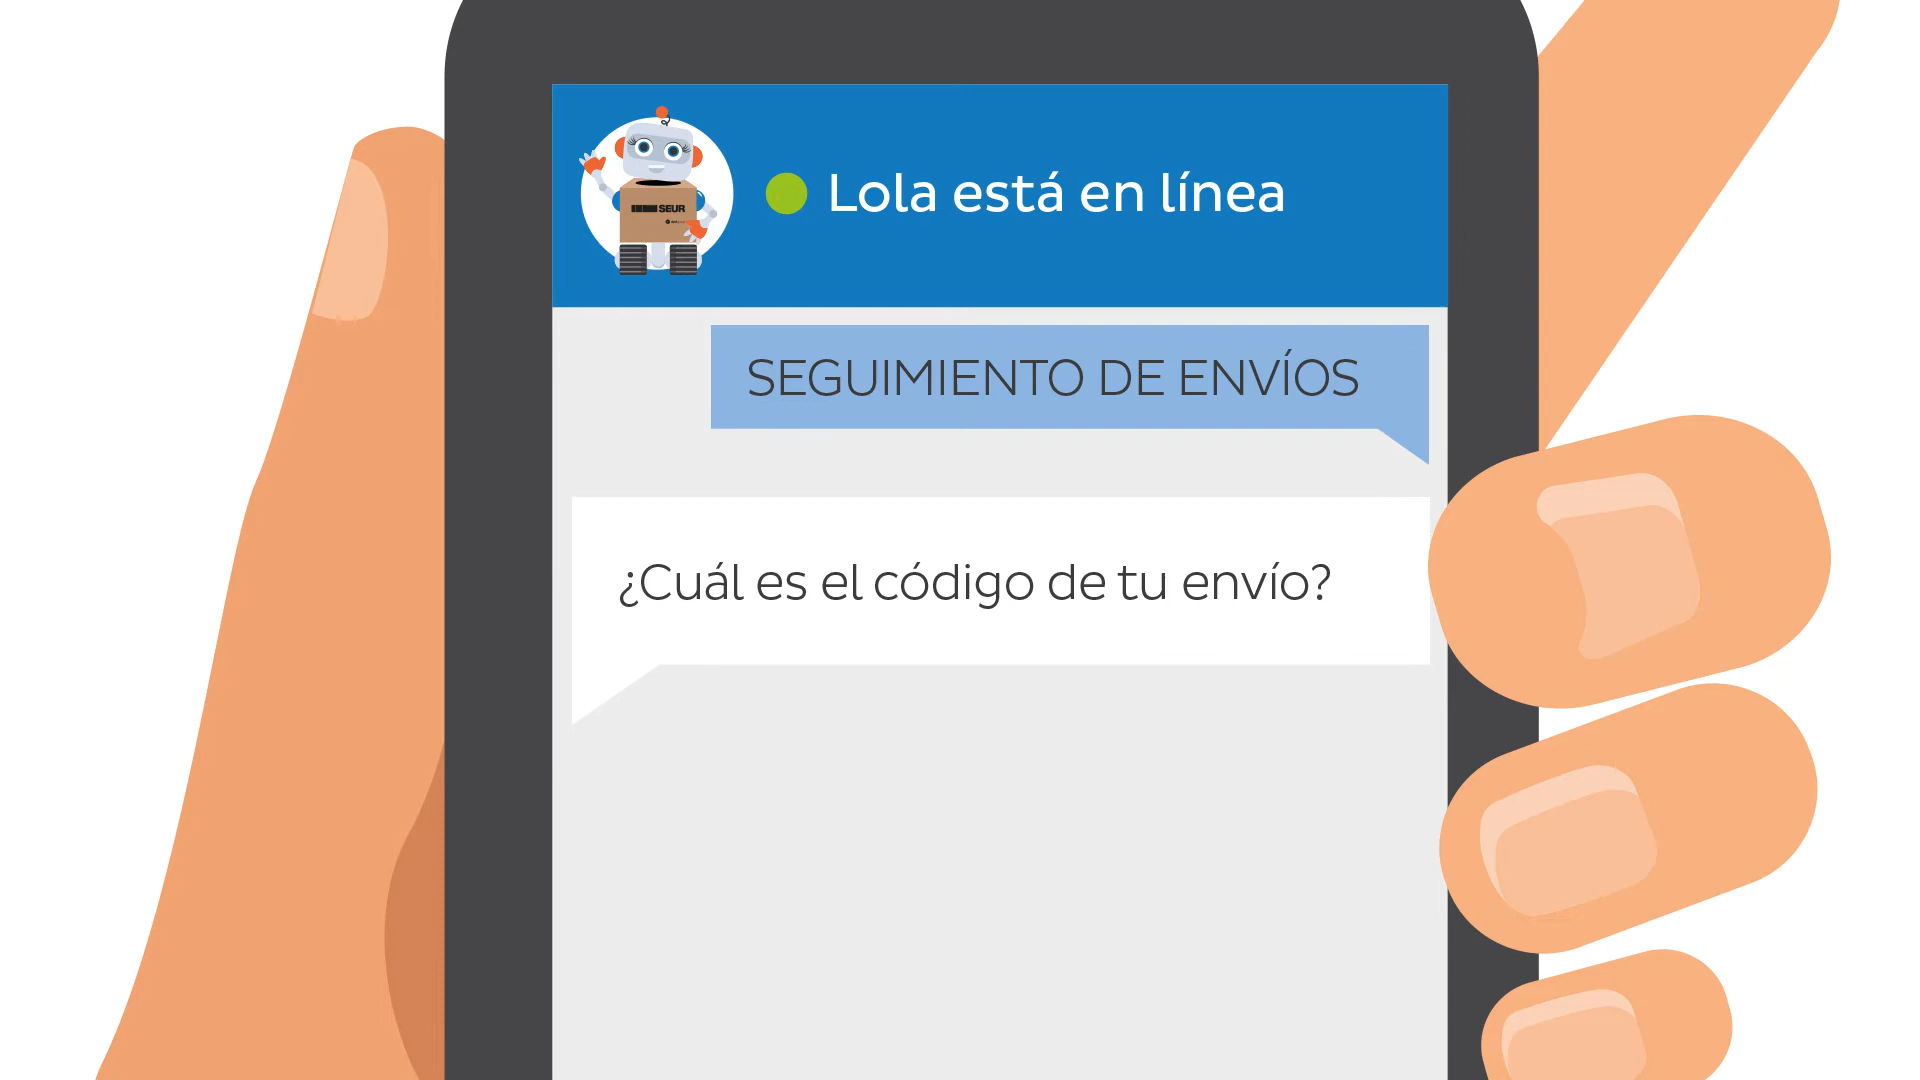 Lola está en línea
SEUR
SEGUIMIENTO DE ENVÍOS
¿Cuál es el código de tu envío?